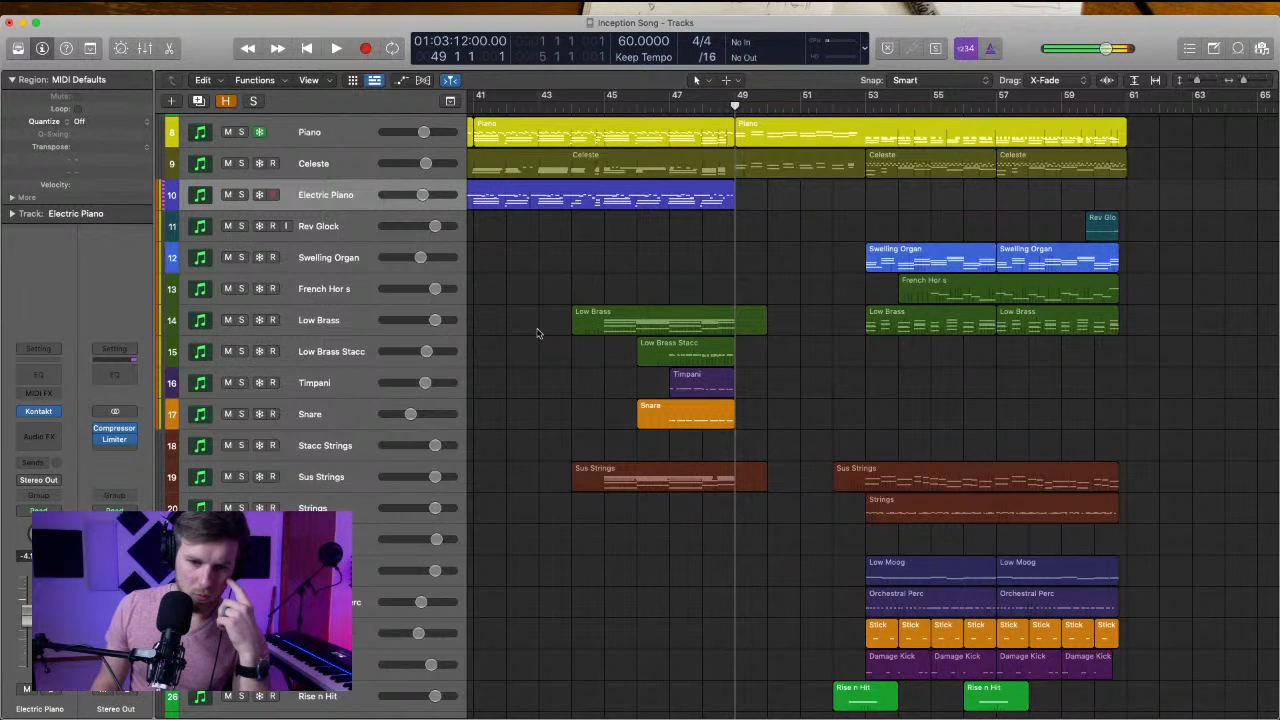 Inception Song - Tracks
01:03:12:00.00
49 1 1 1
60.0000
Keep Tempo
4/4
/16
No In
No Out
1234
Region: MIDI Defaults
Mute:
Loop:
Quantize Off
Q-Swing:
Transpose:
Velocity:
More
Track: Electric Piano
Edit Functions View
Snap: Smart
Drag: X-Fade
H S
41 43 45 47 51 53 55 57 59 61 63 65
8 M S Piano
Piano Piano
9 M S R Celeste
Celeste Celeste Celeste
10 M S R Electric Piano
11 M S R I Rev Glock
Rev Glo
12 M S R Swelling Organ
Swelling Organ Swelling Organ
13 M S R French Hor s
French Hor s
14 M S R Low Brass
Low Brass Low Brass Low Brass
15 M S R Low Brass Stacc
Low Brass Stacc
16 M S R Timpani
Timpani
17 M S R Snare
Snare
18 M S R Stacc Strings
19 M S R Sus Strings
Sus Strings Sus Strings
20 Strings
Strings
Low Moog Low Moog
Orchestral Perc Orchestral Perc
Stick Stick Stick Stick Stick Stick Stick Stick
Damage Kick Damage Kick Damage Kick Damage Kick
26 M S R Rise n Hit
Rise n Hit Rise n Hit
Setting Setting
EQ EQ
MIDI FX
Kontakt
Audio FX
Compressor
Limiter
Sends
Stereo Out
Group Group
Read Read
Electric Piano Stereo Out